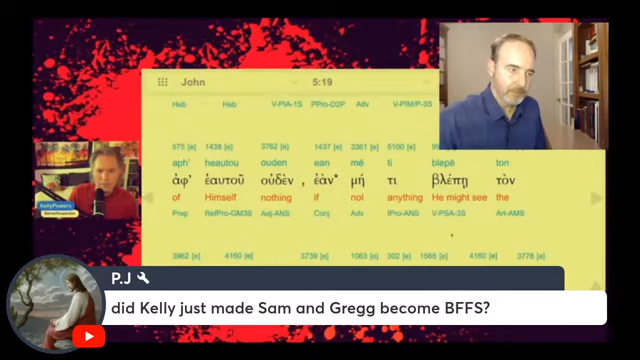 John 5:19
Heb Heb V-PIA-1S PPro-D2P Adv V-PIM/P-3S
575 [e] 1438 [e] 3762 [e] 1437 [e] 3361 [e] 5100 [e]
aph' heautou ouden ean mē ti blepē ton
ἀφ’ ἑαυτοῦ οὐδὲν , ἐὰν* μή τι βλέπῃ τὸν
of Himself nothing if not anything He might see the
Prep RefPro-GM3S Adj-ANS Conj Adv IPro-ANS V-PSA-3S Art-AMS
3962 [e] 4160 [e] 3739 [e] 1063 [e] 302 [e] 1565 [e] 4160 [e] 3778 [e]
KellyPowers
P.J
did Kelly just made Sam and Gregg become BFFS?